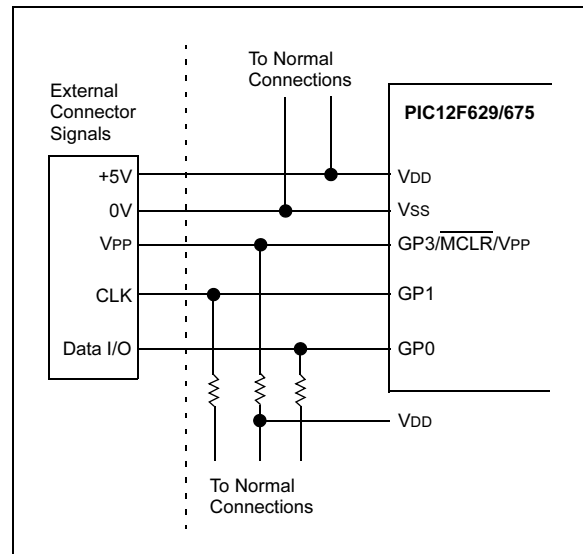 To Normal
Connections
External
Connector
Signals
PIC12F629/675
+5V
VDD
0V
VSS
VPP
GP3/MCLR/VPP
CLK
GP1
Data I/O
GP0
VDD
To Normal
Connections